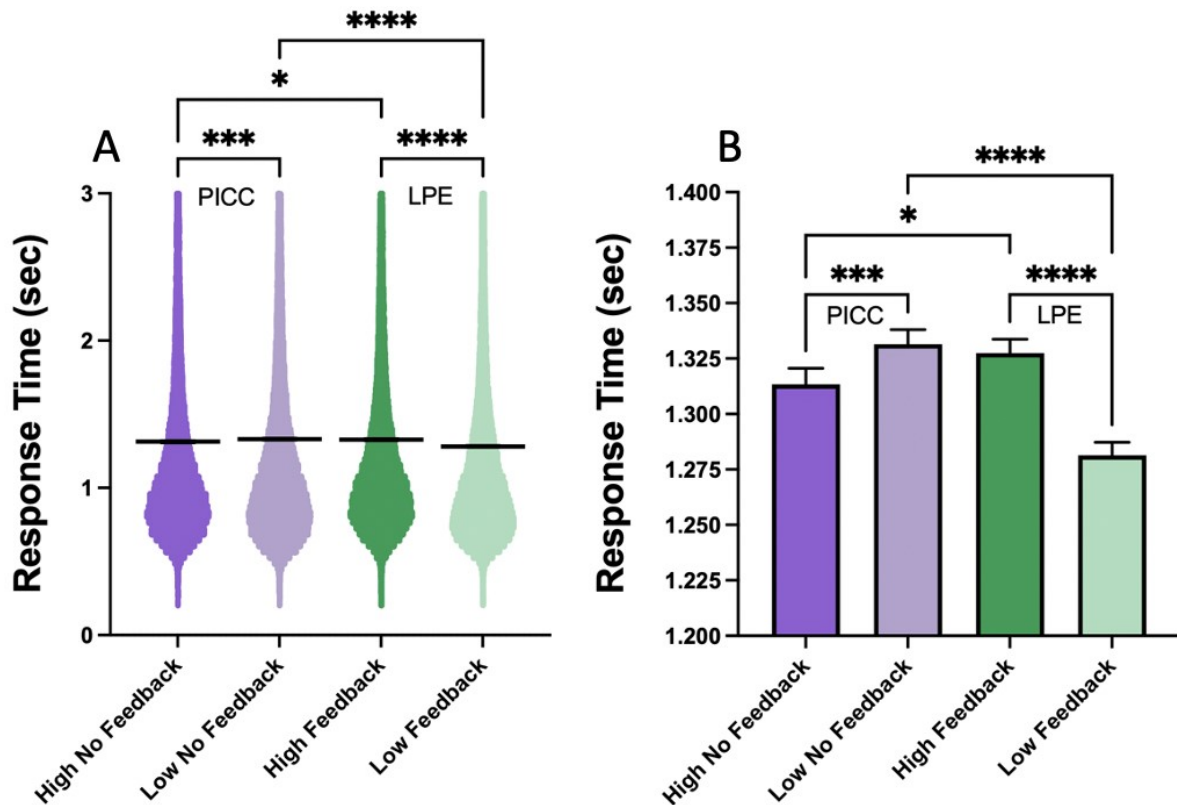 ****
*
A
***
****
PICC
LPE
3
2
1
0
Response Time (sec)
High No Feedback
Low No Feedback
High Feedback
Low Feedback
B
****
*
***
****
PICC
LPE
1.400
1.375
1.350
1.325
1.300
1.275
1.250
1.225
1.200
Response Time (sec)
High No Feedback
Low No Feedback
High Feedback
Low Feedback